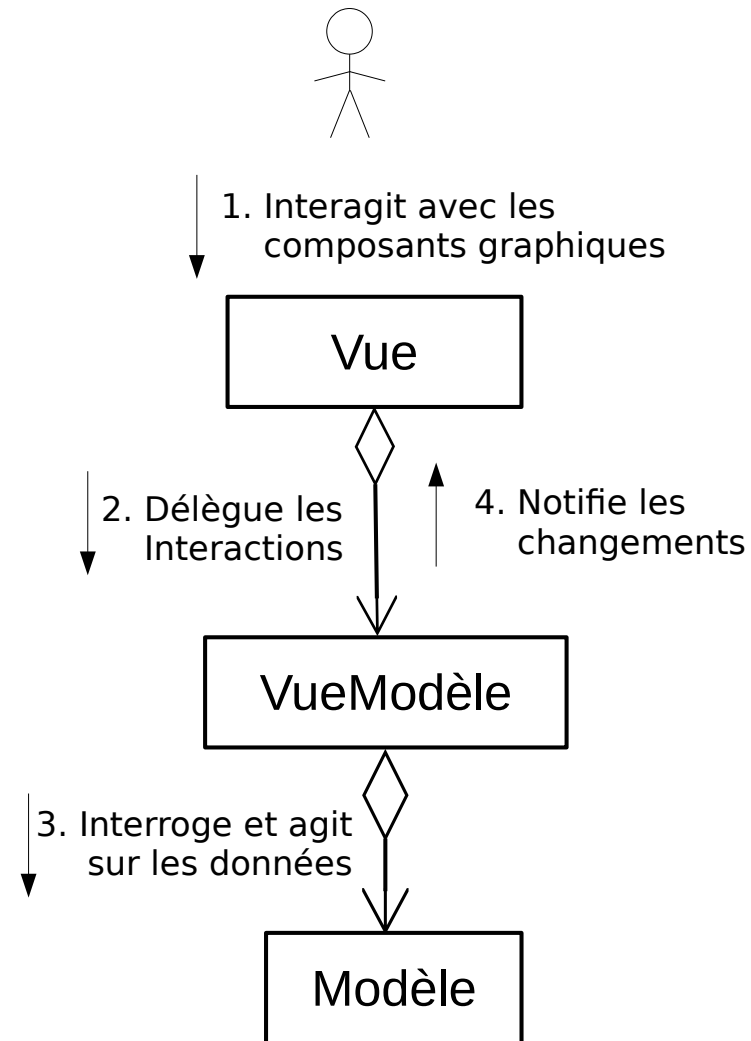 1. Interagit avec les
composants graphiques
Vue
2. Délègue les
Interactions
4. Notifie les
changements
VueModèle
3. Interroge et agit
sur les données
Modèle